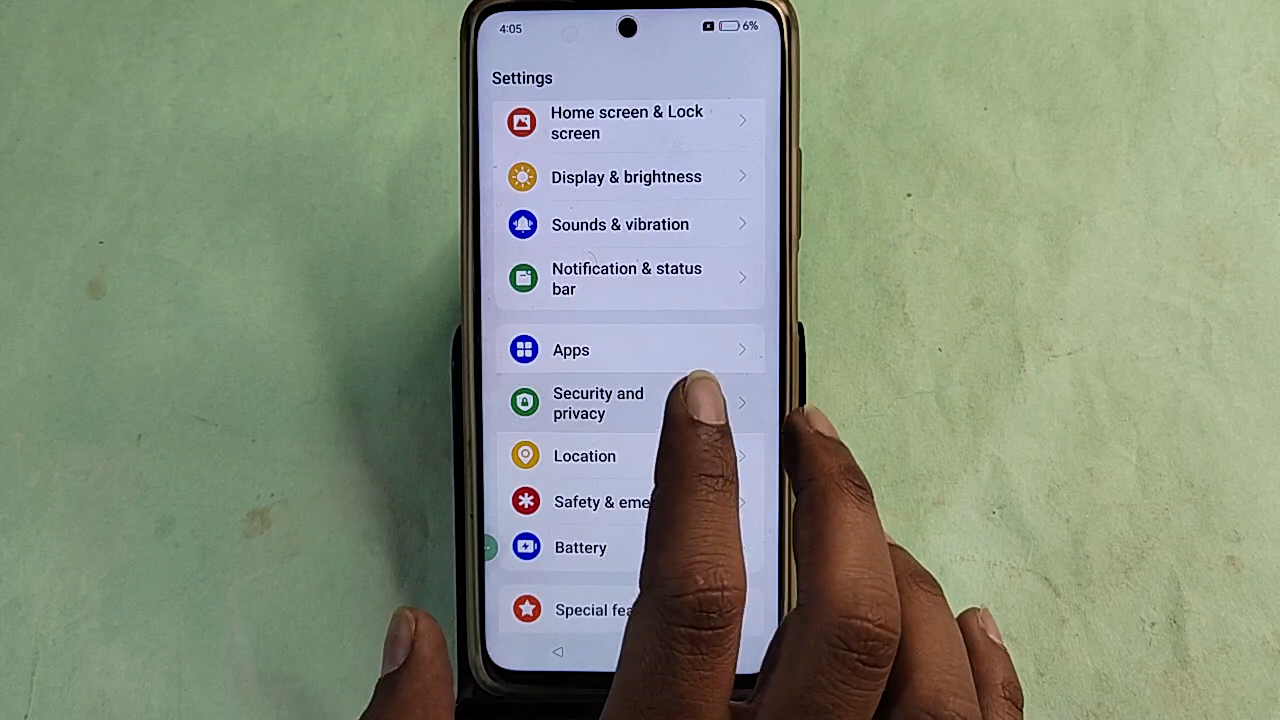 4:05
6%
Settings
Home screen & Lock
screen
Display & brightness
Sounds & vibration
Notification & status
bar
Apps
Security and
privacy
Location
Safety & eme
Battery
Special fea